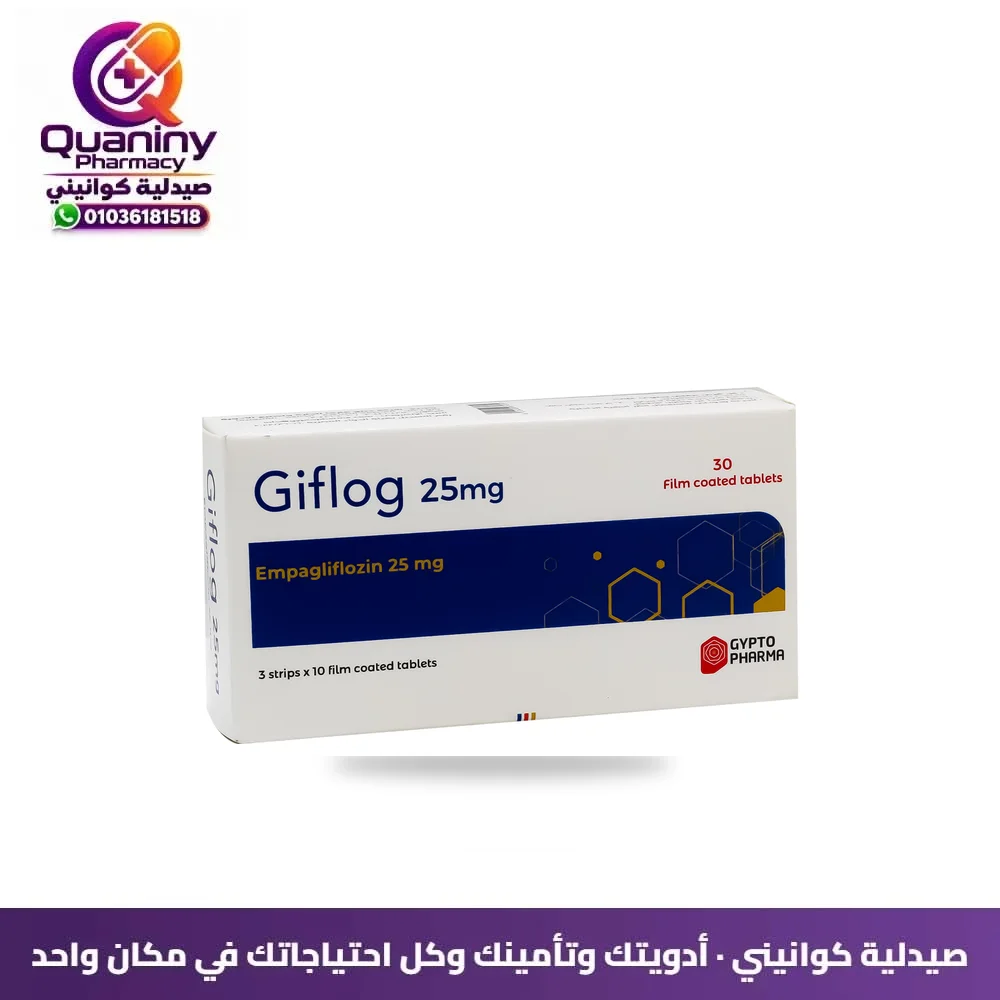 Quaniny
Pharmacy
صيدلية كوانيني
01036181518
Giflog 25mg
30
Film coated tablets
Empagliflozin 25 mg
3 strips x 10 film coated tablets
GYPTO
PHARMA
Giflog 25mg
صيدلية كوانيني · أدويتك وتأمينك وكل احتياجاتك في مكان واحد